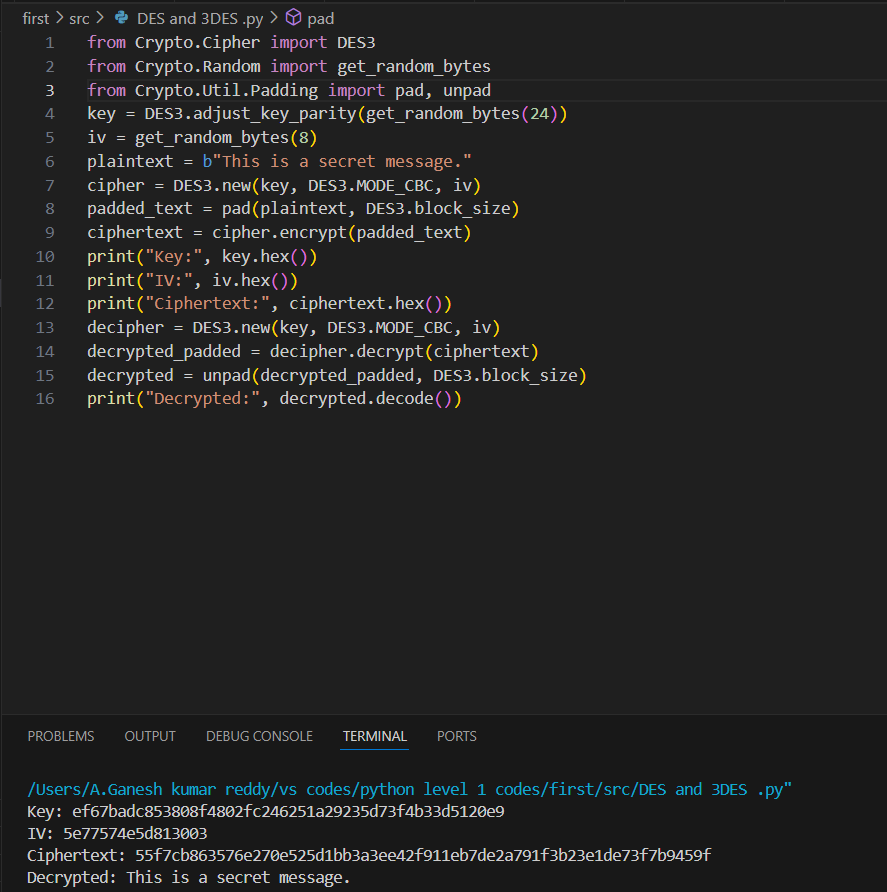 first > src > DES and 3DES .py > pad
1 from Crypto.Cipher import DES3
2 from Crypto.Random import get_random_bytes
3 from Crypto.Util.Padding import pad, unpad
4 key = DES3.adjust_key_parity(get_random_bytes(24))
5 iv = get_random_bytes(8)
6 plaintext = b"This is a secret message."
7 cipher = DES3.new(key, DES3.MODE_CBC, iv)
8 padded_text = pad(plaintext, DES3.block_size)
9 ciphertext = cipher.encrypt(padded_text)
10 print("Key:", key.hex())
11 print("IV:", iv.hex())
12 print("Ciphertext:", ciphertext.hex())
13 decipher = DES3.new(key, DES3.MODE_CBC, iv)
14 decrypted_padded = decipher.decrypt(ciphertext)
15 decrypted = unpad(decrypted_padded, DES3.block_size)
16 print("Decrypted:", decrypted.decode())
PROBLEMS OUTPUT DEBUG CONSOLE TERMINAL PORTS
/Users/A.Ganesh kumar reddy/vs codes/python level 1 codes/first/src/DES and 3DES .py"
Key: ef67badc853808f4802fc246251a29235d73f4b33d5120e9
IV: 5e77574e5d813003
Ciphertext: 55f7cb863576e270e525d1bb3a3ee42f911eb7de2a791f3b23e1de73f7b9459f
Decrypted: This is a secret message.